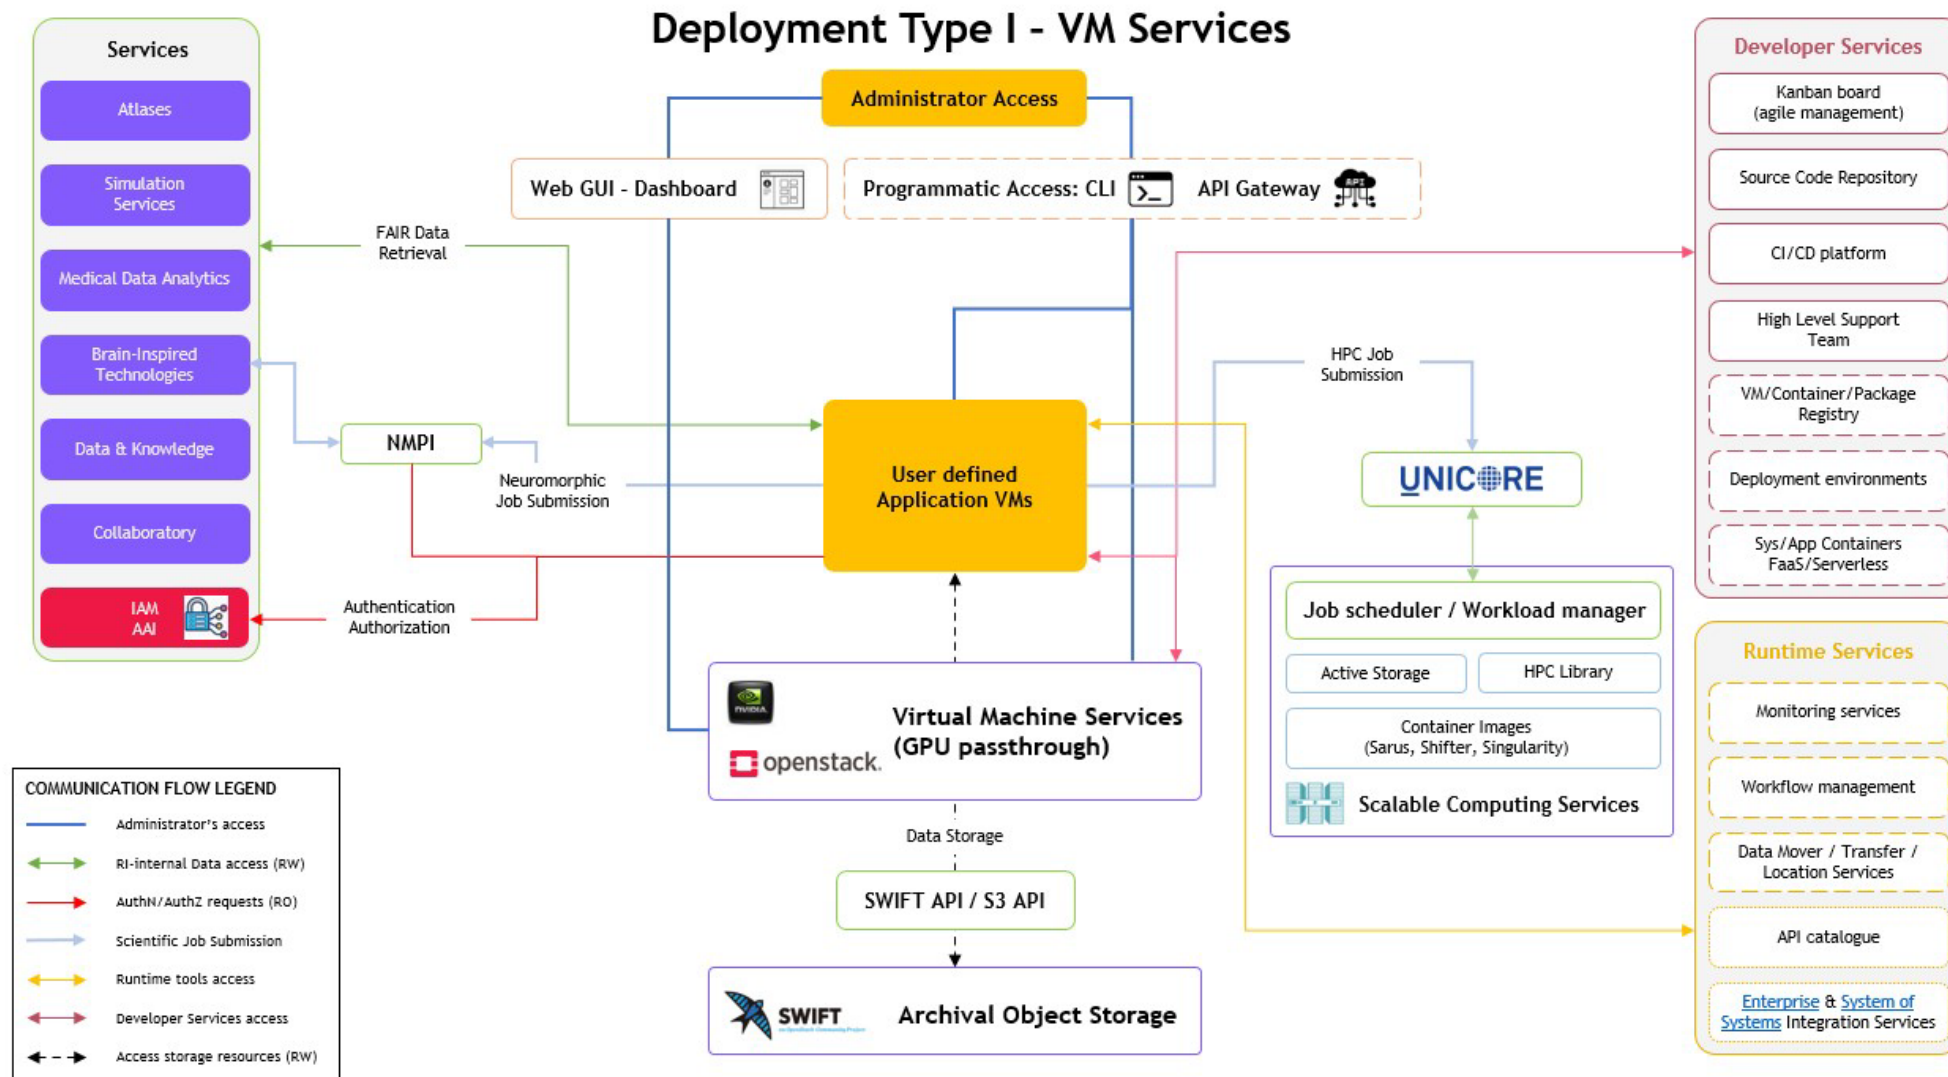 Deployment Type I - VM Services
Services
Atlases
Simulation
Services
Medical Data Analytics
Brain-Inspired
Technologies
Data & Knowledge
Collaboratory
IAM
AAI
Administrator Access
Web GUI - Dashboard
Programmatic Access: CLI
API Gateway
API
FAIR Data
Retrieval
NMPI
Neuromorphic
Job Submission
Authentication
Authorization
User defined
Application VMs
HPC Job
Submission
UNICORE
Job scheduler / Workload manager
Active Storage
HPC Library
Container Images
(Sarus, Shifter, Singularity)
Scalable Computing Services
NVIDIA
openstack.
Virtual Machine Services
(GPU passthrough)
Data Storage
SWIFT API / S3 API
SWIFT
Archival Object Storage
Developer Services
Kanban board
(agile management)
Source Code Repository
CI/CD platform
High Level Support
Team
VM/Container/Package
Registry
Deployment environments
Sys/App Containers
FaaS/Serverless
Runtime Services
Monitoring services
Workflow management
Data Mover / Transfer /
Location Services
API catalogue
Enterprise & System of
Systems Integration Services
COMMUNICATION FLOW LEGEND
Administrator's access
RI-internal Data access (RW)
AuthN/AuthZ requests (RO)
Scientific Job Submission
Runtime tools access
Developer Services access
Access storage resources (RW)